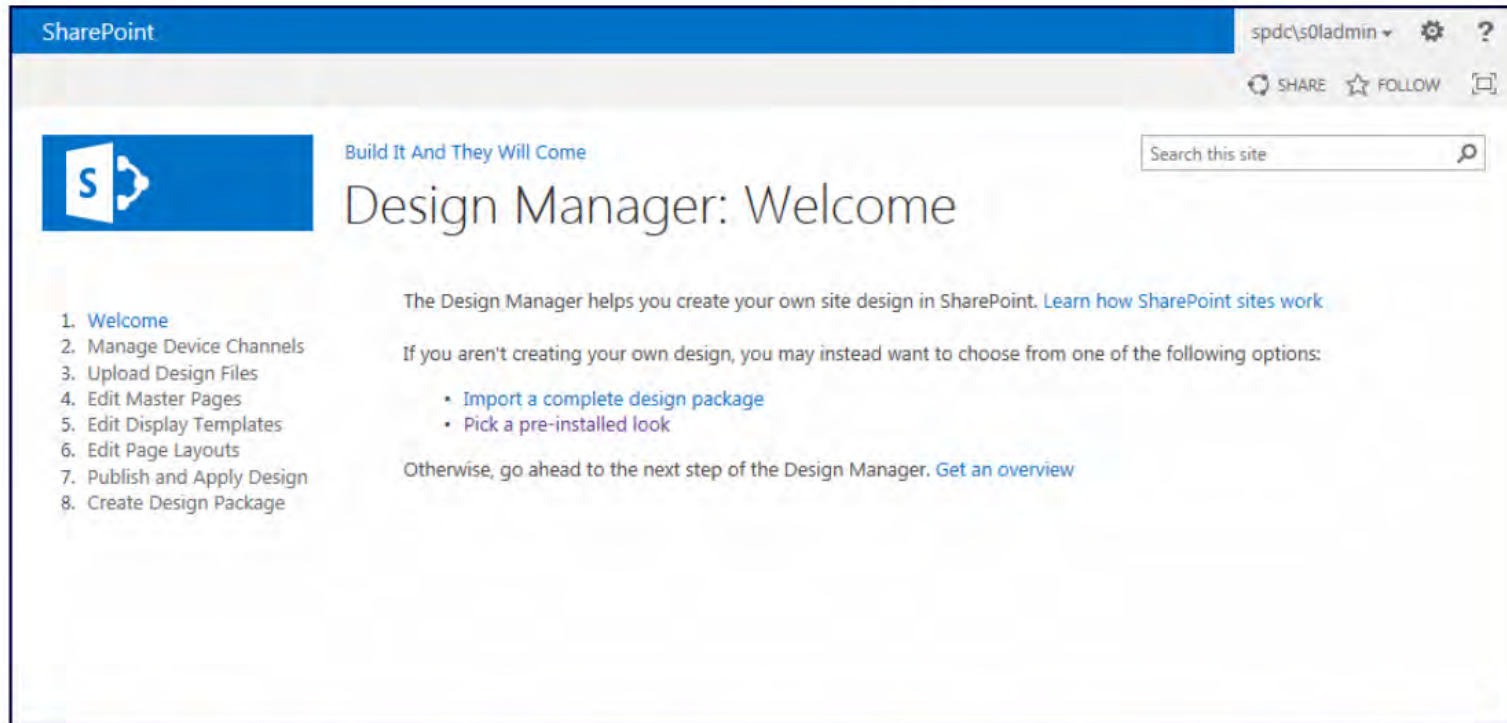 SharePoint
spdc\s0ladmin
?
SHARE FOLLOW
S
Build It And They Will Come
Search this site
Design Manager: Welcome
1. Welcome
2. Manage Device Channels
3. Upload Design Files
4. Edit Master Pages
5. Edit Display Templates
6. Edit Page Layouts
7. Publish and Apply Design
8. Create Design Package
The Design Manager helps you create your own site design in SharePoint. Learn how SharePoint sites work
If you aren't creating your own design, you may instead want to choose from one of the following options:
• Import a complete design package
• Pick a pre-installed look
Otherwise, go ahead to the next step of the Design Manager. Get an overview